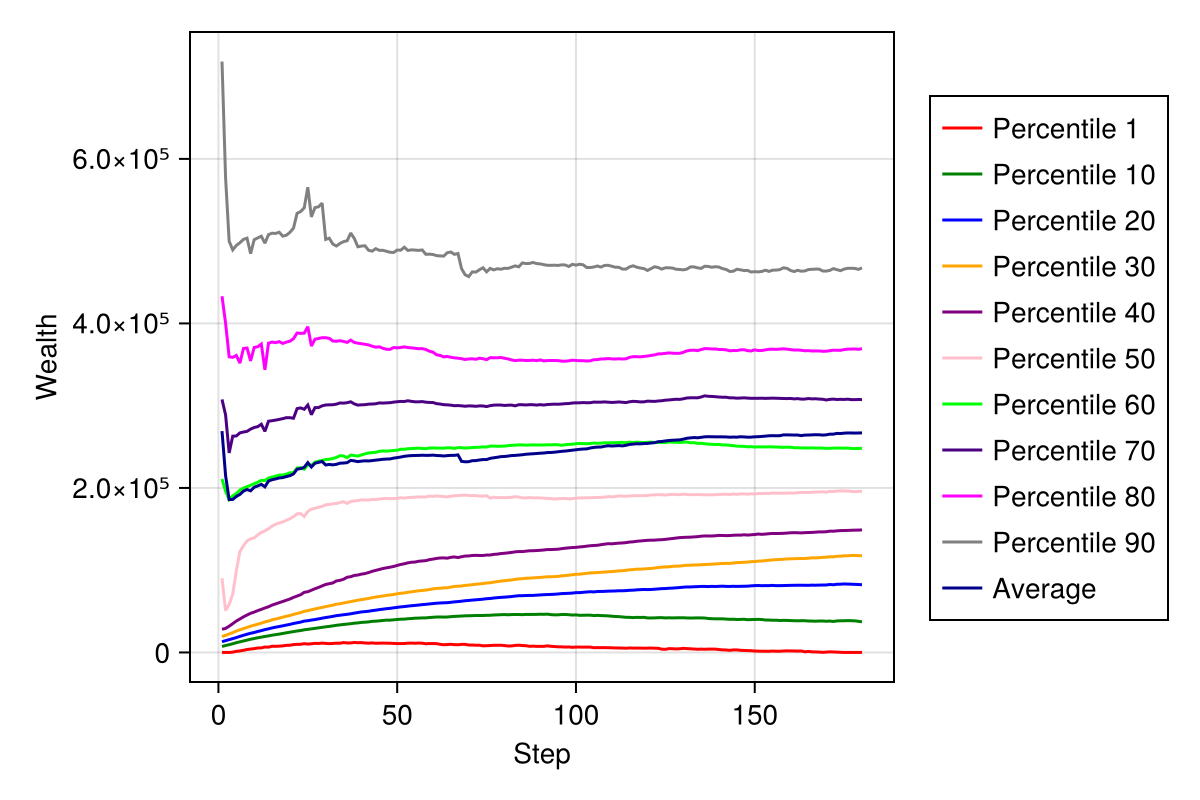 6.0×10⁵
4.0×10⁵
2.0×10⁵
0
Wealth
0 50 100 150
Step
Percentile 1
Percentile 10
Percentile 20
Percentile 30
Percentile 40
Percentile 50
Percentile 60
Percentile 70
Percentile 80
Percentile 90
Average